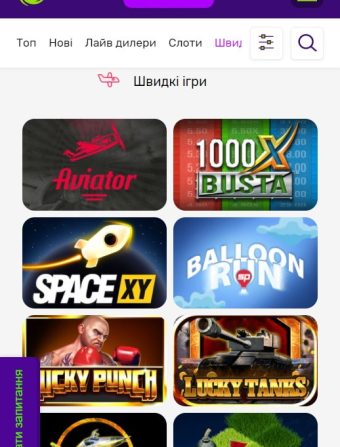 Топ Нові Лайв дилери Слоти Швид
Швидкі ігри
Aviator
1000X
BUSTA
SPACE XY
BALLOON
RUN
LUCKY PUNCH
LUCKY TANKS
ати запитання